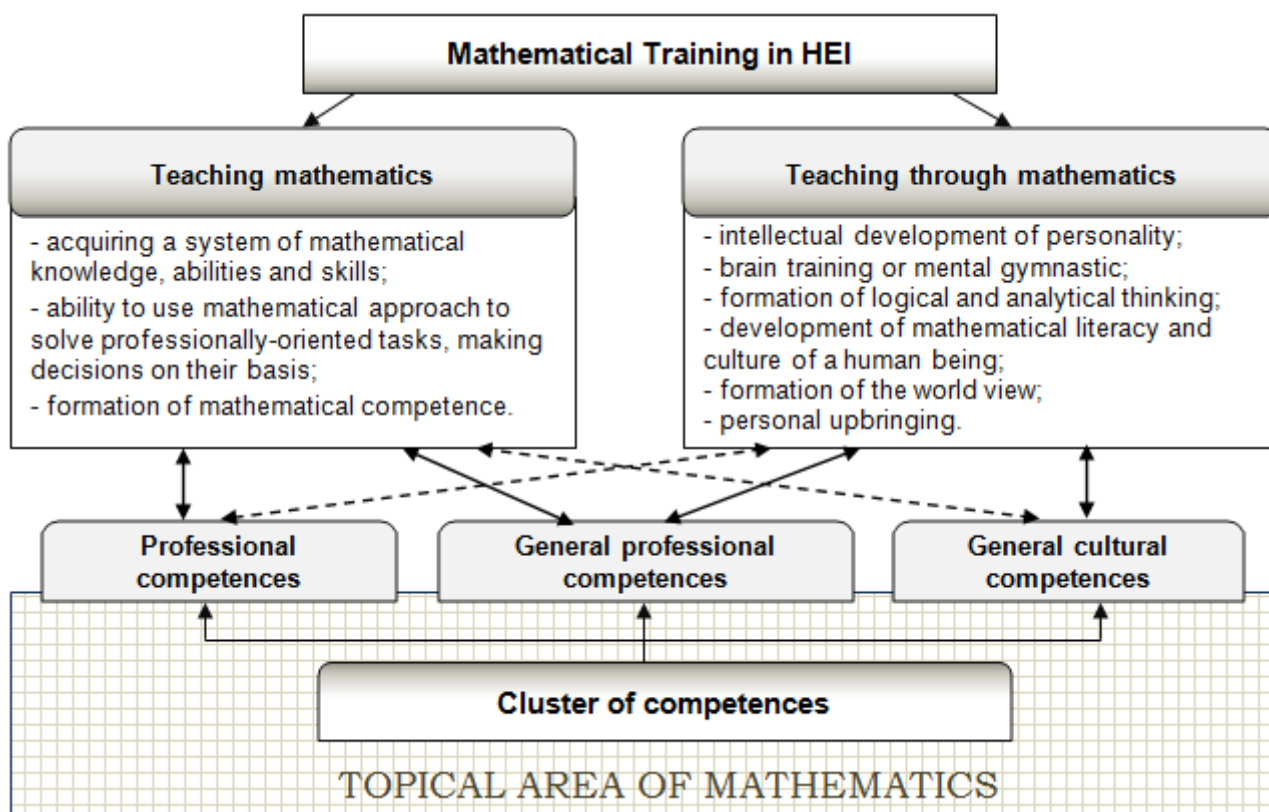 Mathematical Training in HEI
Teaching mathematics
- acquiring a system of mathematical
knowledge, abilities and skills;
- ability to use mathematical approach to
solve professionally-oriented tasks, making
decisions on their basis;
- formation of mathematical competence.
Teaching through mathematics
- intellectual development of personality;
- brain training or mental gymnastic;
- formation of logical and analytical thinking;
- development of mathematical literacy and
culture of a human being;
- formation of the world view;
- personal upbringing.
Professional
competences
General professional
competences
General cultural
competences
Cluster of competences
TOPICAL AREA OF MATHEMATICS